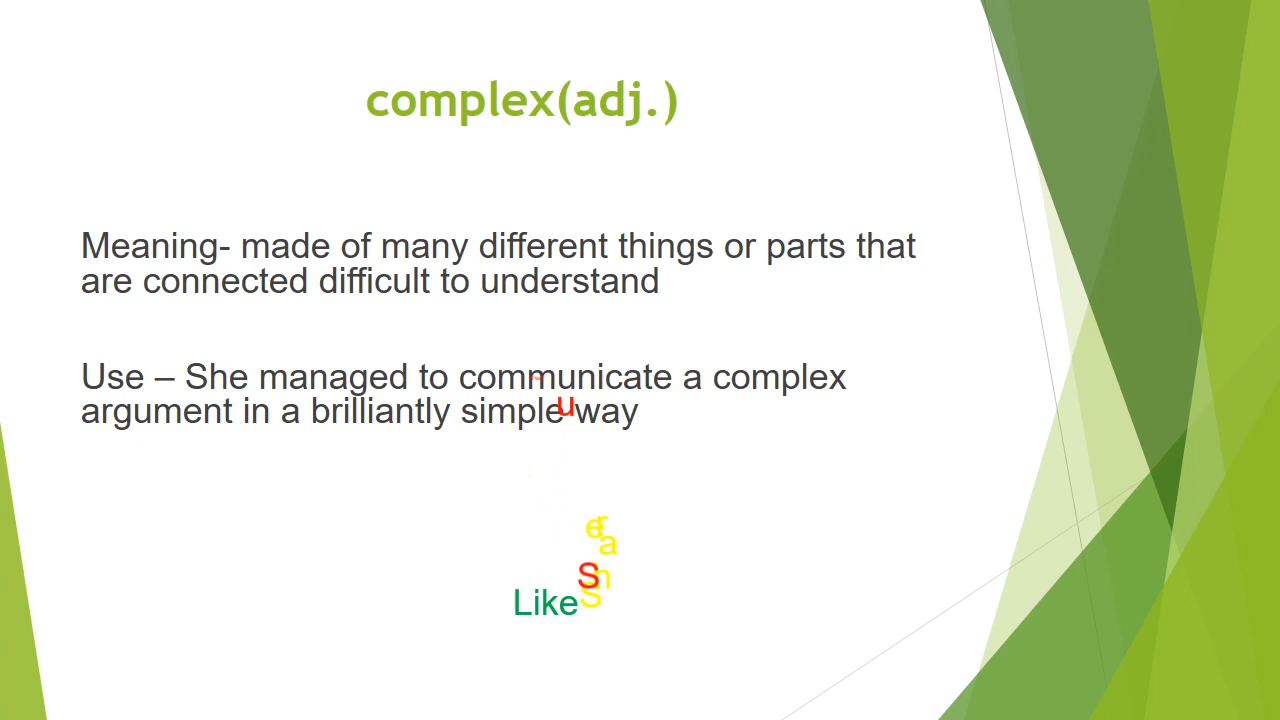 complex(adj.)
Meaning- made of many different things or parts that
are connected difficult to understand
Use – She managed to communicate a complex
argument in a brilliantly simple way
Like